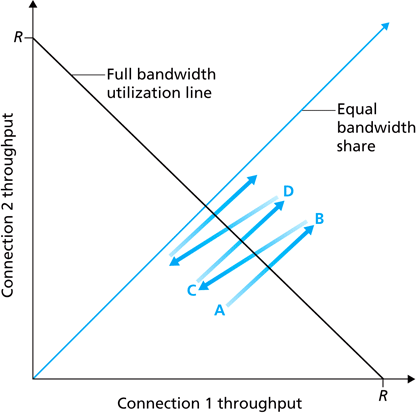 R
Full bandwidth
utilization line
Equal
bandwidth
share
D
B
C
A
Connection 2 throughput
R
Connection 1 throughput